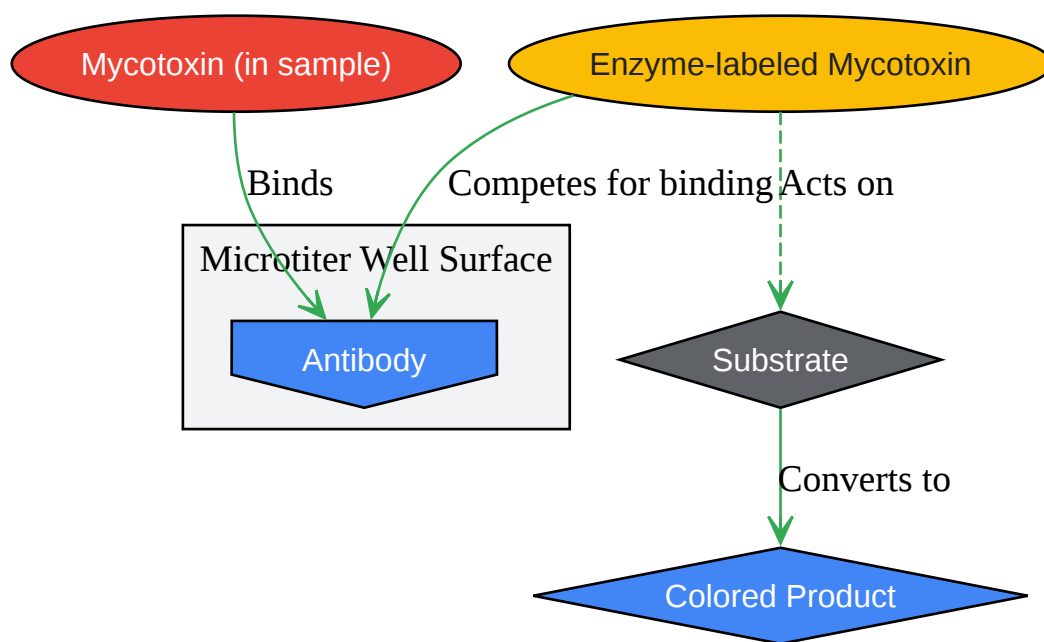 Mycotoxin (in sample)
Enzyme-labeled Mycotoxin
Binds
Competes for binding
Acts on
Microtiter Well Surface
Antibody
Substrate
Converts to
Colored Product